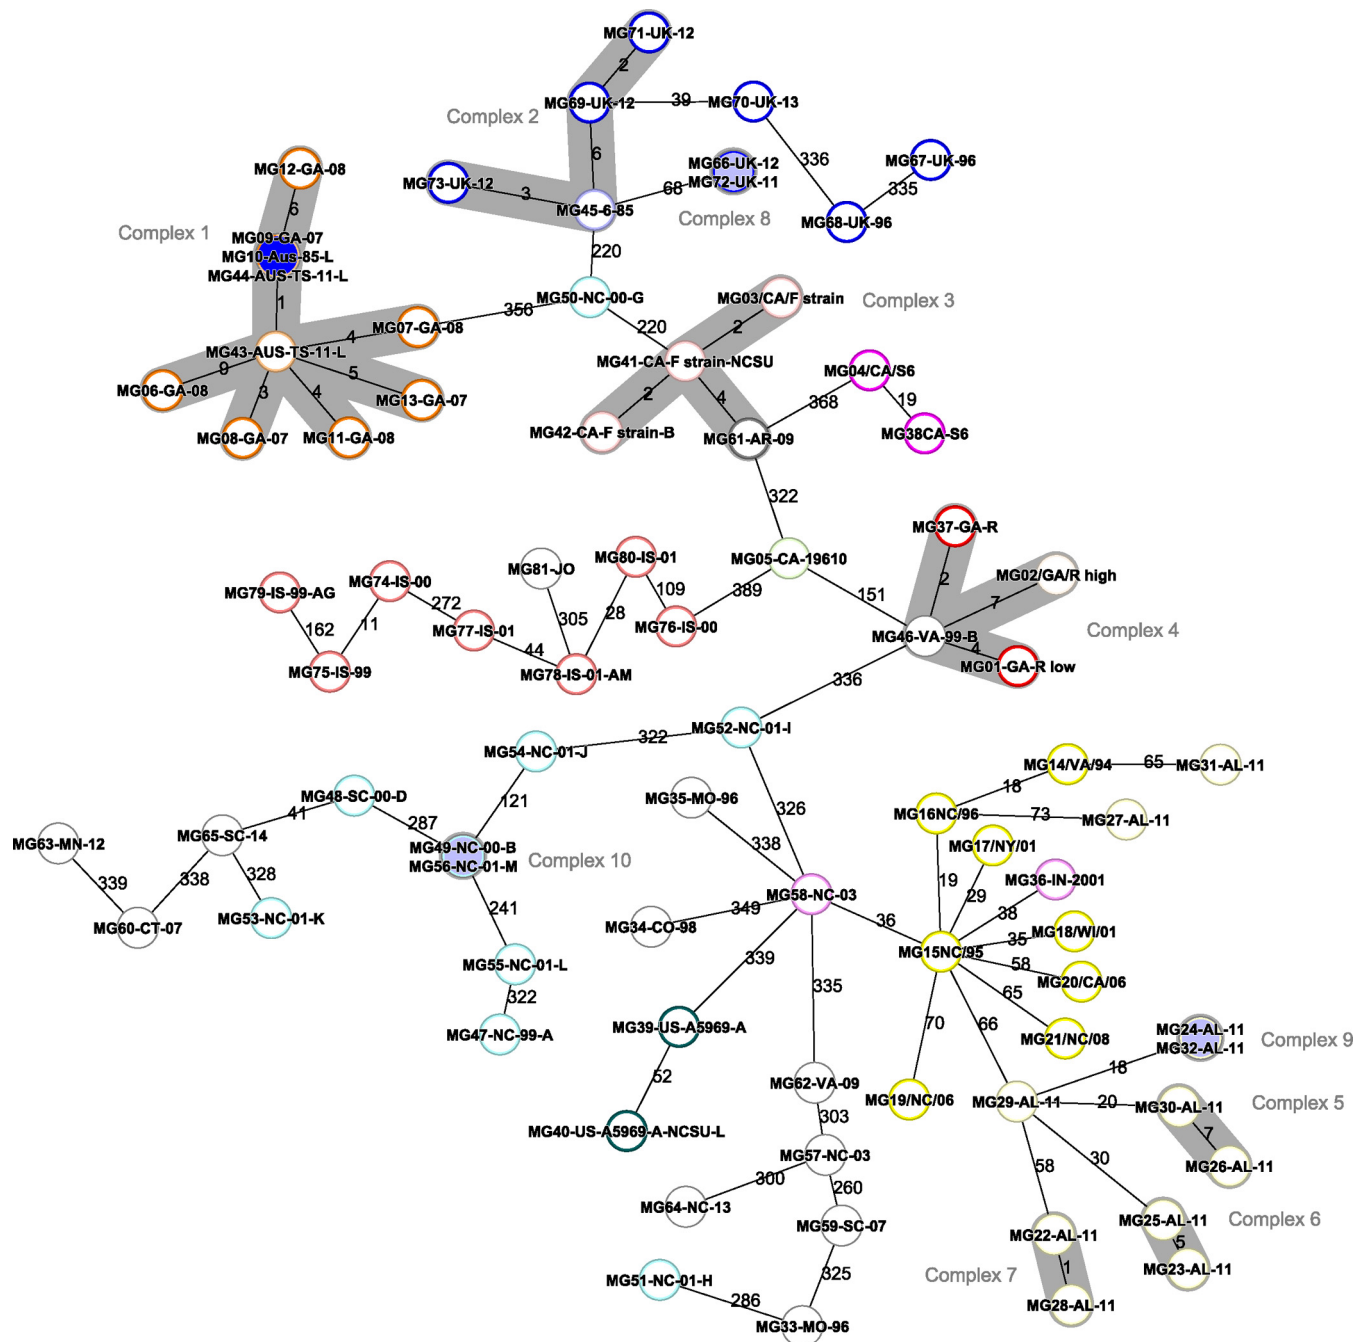 MG71-UK-12
2
MG69-UK-12
39
MG70-UK-13
Complex 2
6
336
MG67-UK-96
335
MG68-UK-96
MG66-UK-12
MG72-UK-11
68
Complex 8
MG73-UK-12
3
MG45-6-85
MG12-GA-08
6
Complex 1
MG09-GA-07
MG10-Aus-85-L
MG44-AUS-TS-11-L
1
220
MG50-NC-00-G
356
MG07-GA-08
4
MG43-AUS-TS-11-L
9
MG06-GA-08
3
4
5
MG13-GA-07
MG08-GA-07
MG11-GA-08
220
MG03/CA/F strain
Complex 3
2
MG41-CA-F strain-NCSU
2
4
MG42-CA-F strain-B
MG61-AR-09
MG04/CA/S6
368
19
MG38CA-S6
322
MG37-GA-R
MG05-CA-19610
MG02/GA/R high
2
7
151
MG46-VA-99-B
Complex 4
4
MG01-GA-R low
MG80-IS-01
109
389
MG76-IS-00
MG81-JO
305
28
MG79-IS-99-AG
MG74-IS-00
272
162
11
MG77-IS-01
44
MG75-IS-99
MG78-IS-01-AM
336
MG52-NC-01-I
322
MG54-NC-01-J
121
326
MG35-MO-96
338
MG48-SC-00-D
41
287
MG65-SC-14
MG63-MN-12
MG49-NC-00-B
MG56-NC-01-M
Complex 10
339
338
328
MG60-CT-07
MG53-NC-01-K
241
MG55-NC-01-L
322
MG47-NC-99-A
MG58-NC-03
349
MG34-CO-98
36
339
335
MG39-US-A5969-A
52
MG40-US-A5969-A-NCSU-L
MG14/VA/94
65
MG31-AL-11
18
MG16NC/96
73
MG27-AL-11
MG17/NY/01
19
29
MG36-IN-2001
38
MG18/WI/01
35
MG15NC/95
58
MG20/CA/06
65
MG21/NC/08
70
66
MG19/NC/06
MG24-AL-11
MG32-AL-11
Complex 9
18
MG29-AL-11
20
MG30-AL-11
Complex 5
7
MG26-AL-11
58
30
MG25-AL-11
Complex 6
5
MG23-AL-11
MG22-AL-11
Complex 7
1
MG28-AL-11
MG62-VA-09
303
MG57-NC-03
300
MG64-NC-13
260
MG59-SC-07
325
MG51-NC-01-H
286
MG33-MO-96